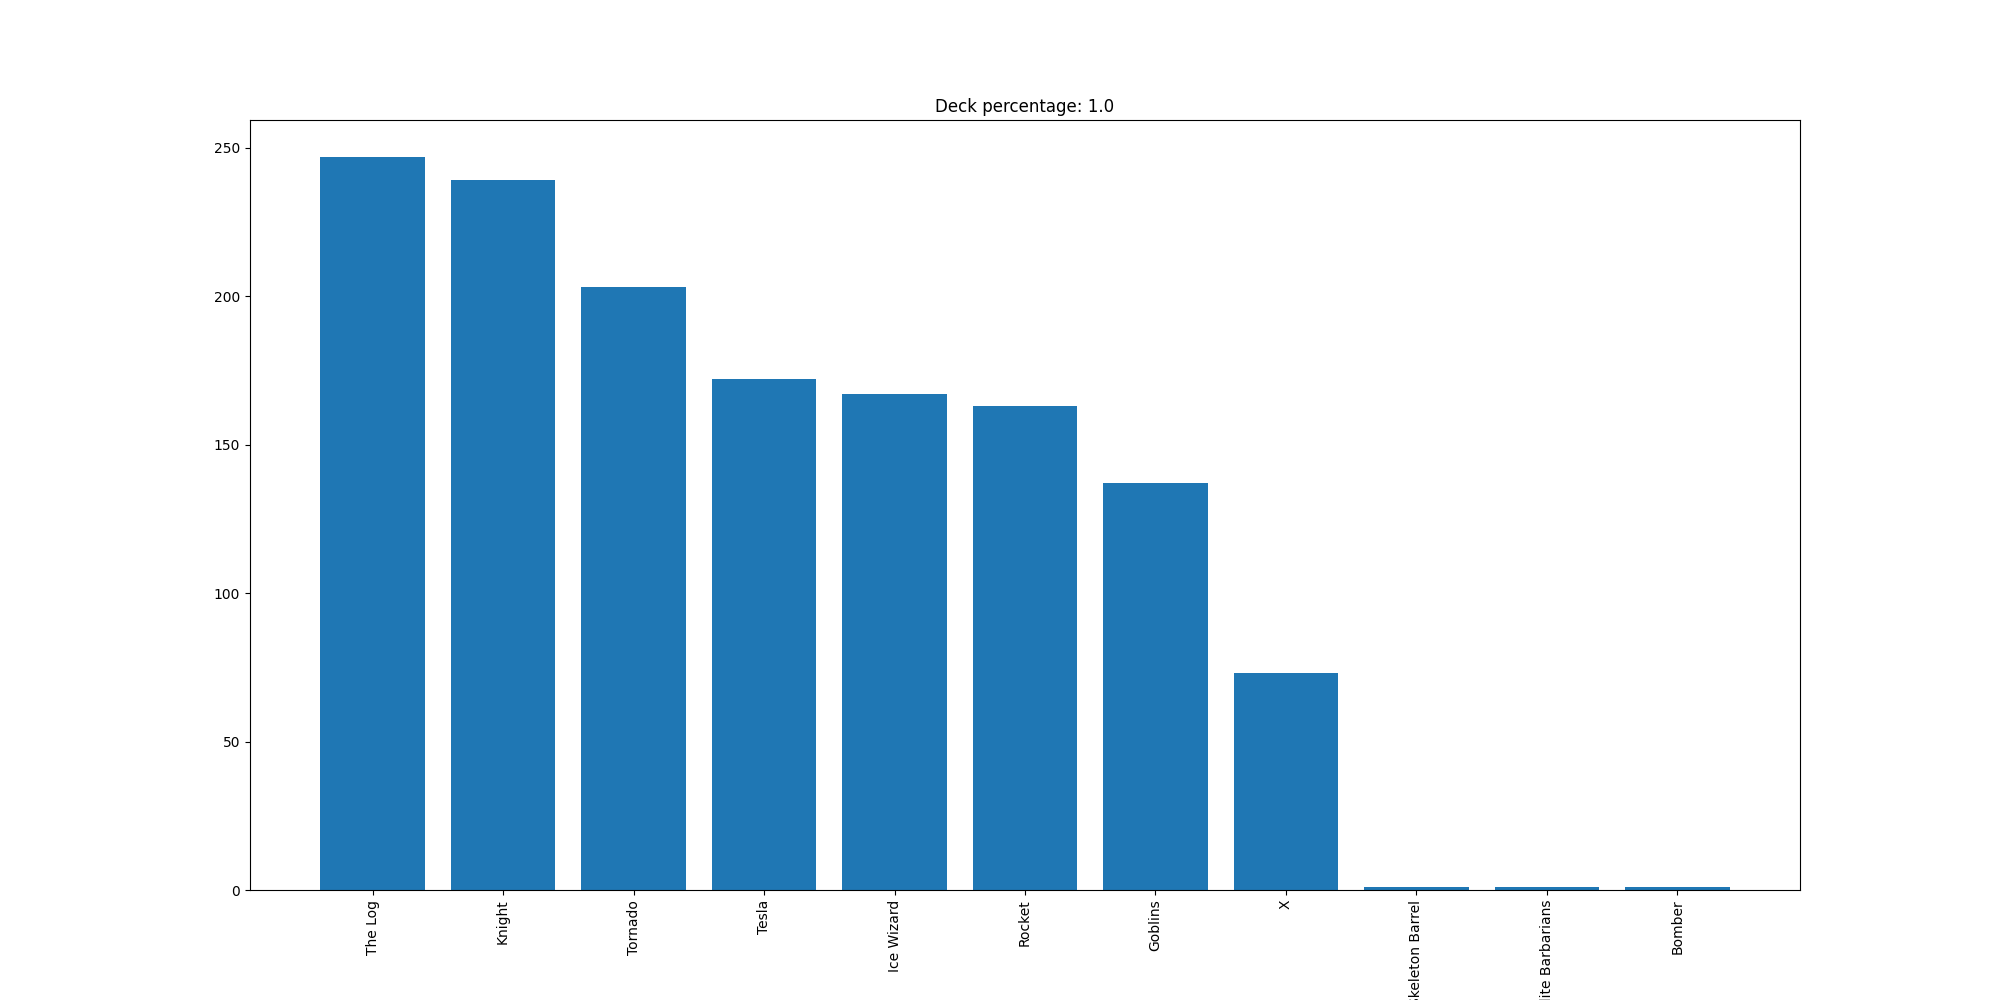 Deck percentage: 1.0
250
200
150
100
50
0
The Log
Knight
Tornado
Tesla
Ice Wizard
Rocket
Goblins
X
keleton Barrel
lite Barbarians
Bomber